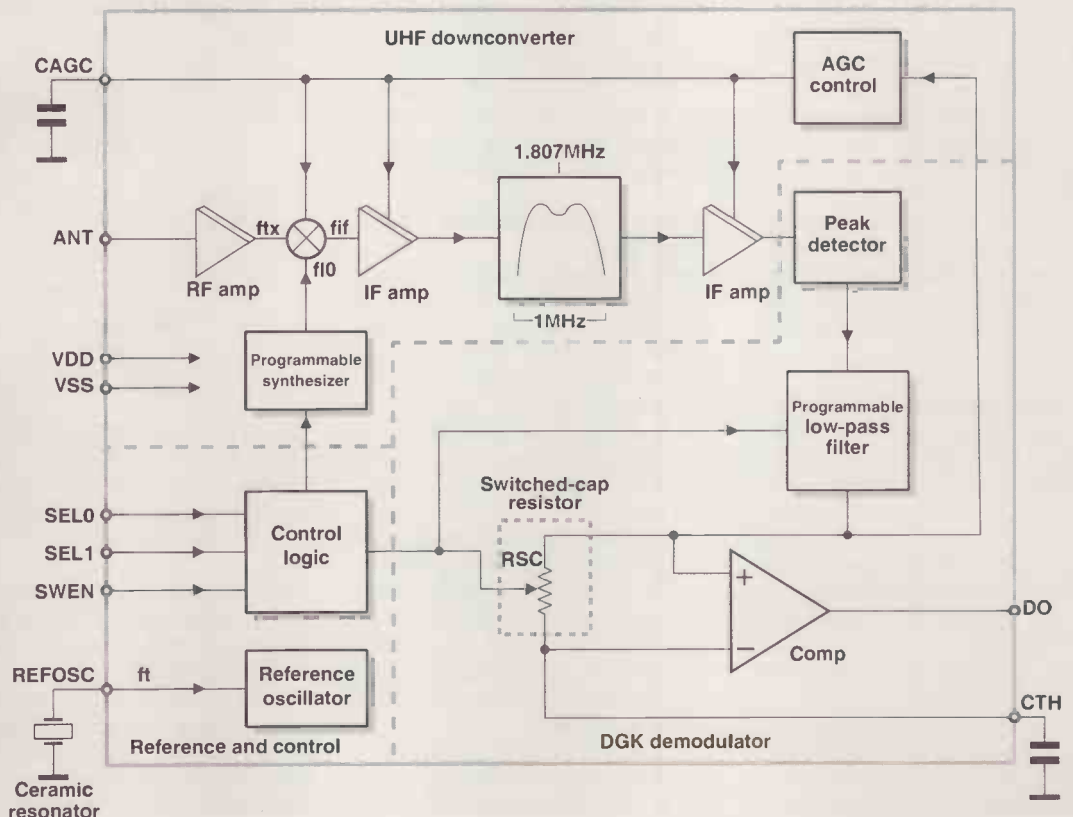 UHF downconverter
CAGC
AGC
control
1.807MHz
ANT
ftx
fif
fl0
RF amp
IF amp
IF amp
Peak
detector
1MHz
VDD
VSS
Programmable
synthesizer
Programmable
low-pass
filter
Switched-cap
resistor
SEL0
SEL1
SWEN
Control
logic
RSC
+
−
Comp
DO
REFOSC
ft
Reference
oscillator
CTH
Reference and control
DGK demodulator
Ceramic
resonator